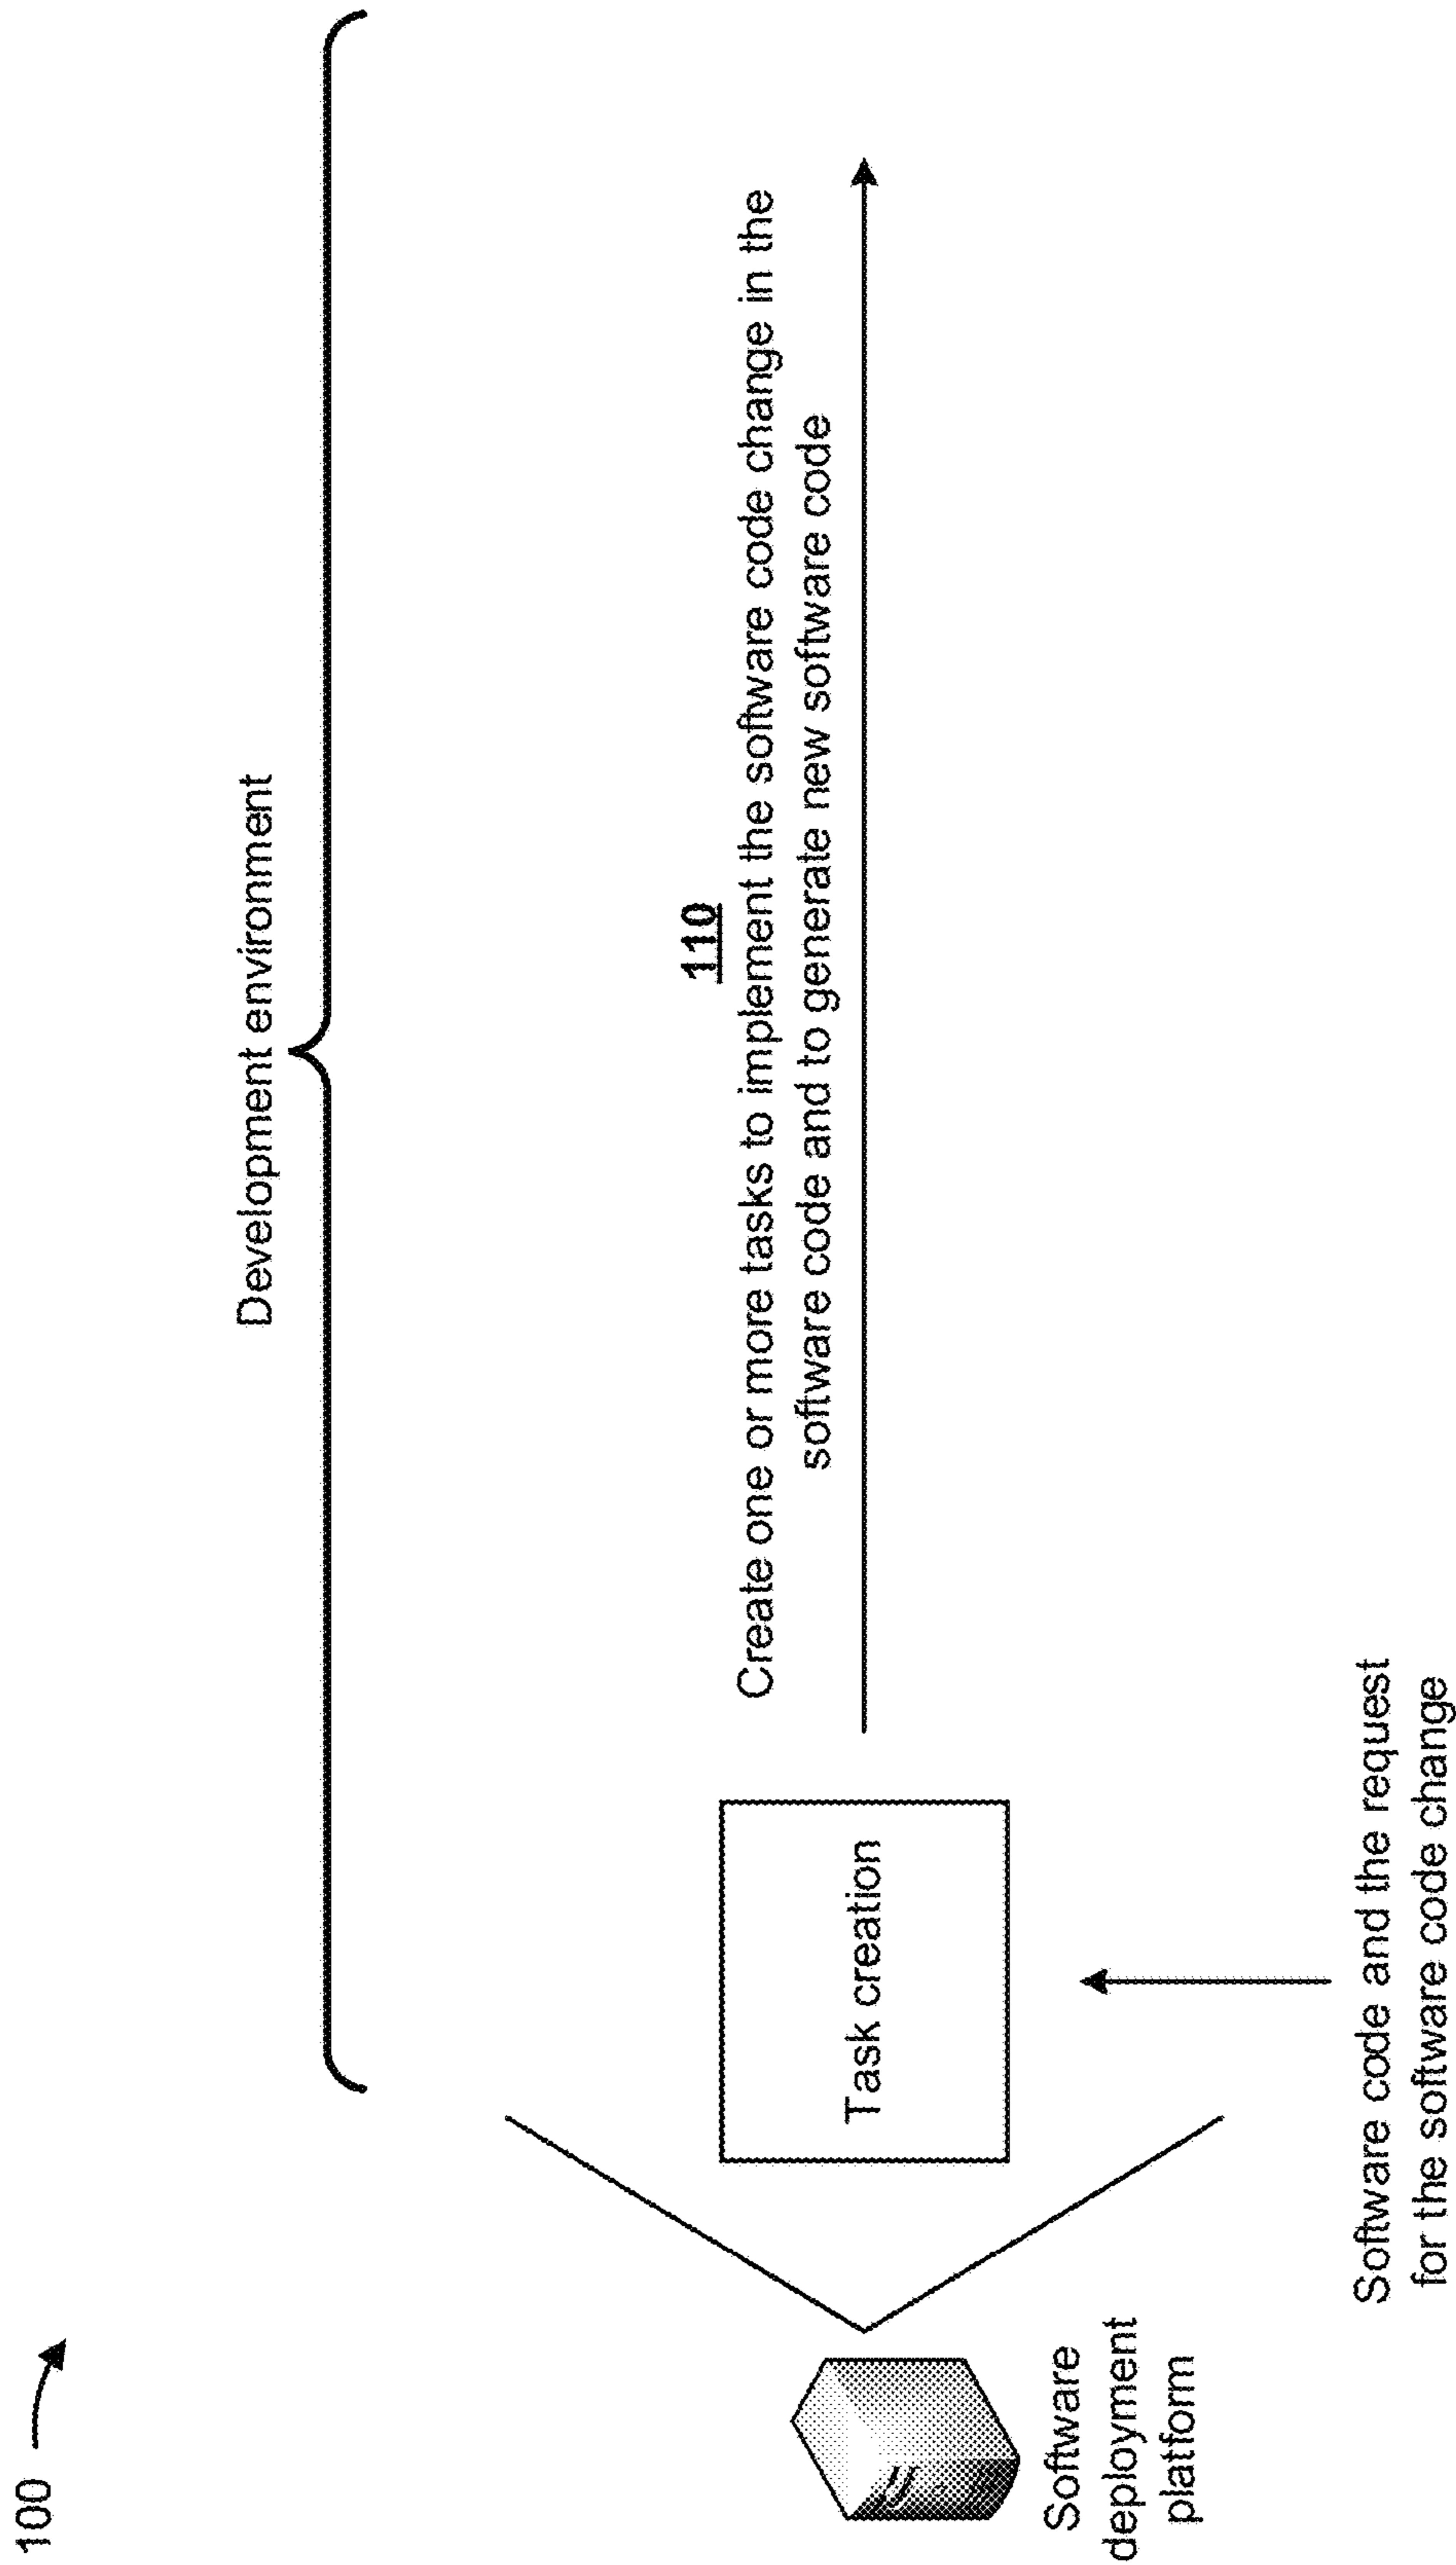 100
Development environment
110
Create one or more tasks to implement the software code change in the
software code and to generate new software code
Task creation
Software
deployment
platform
Software code and the request
for the software code change